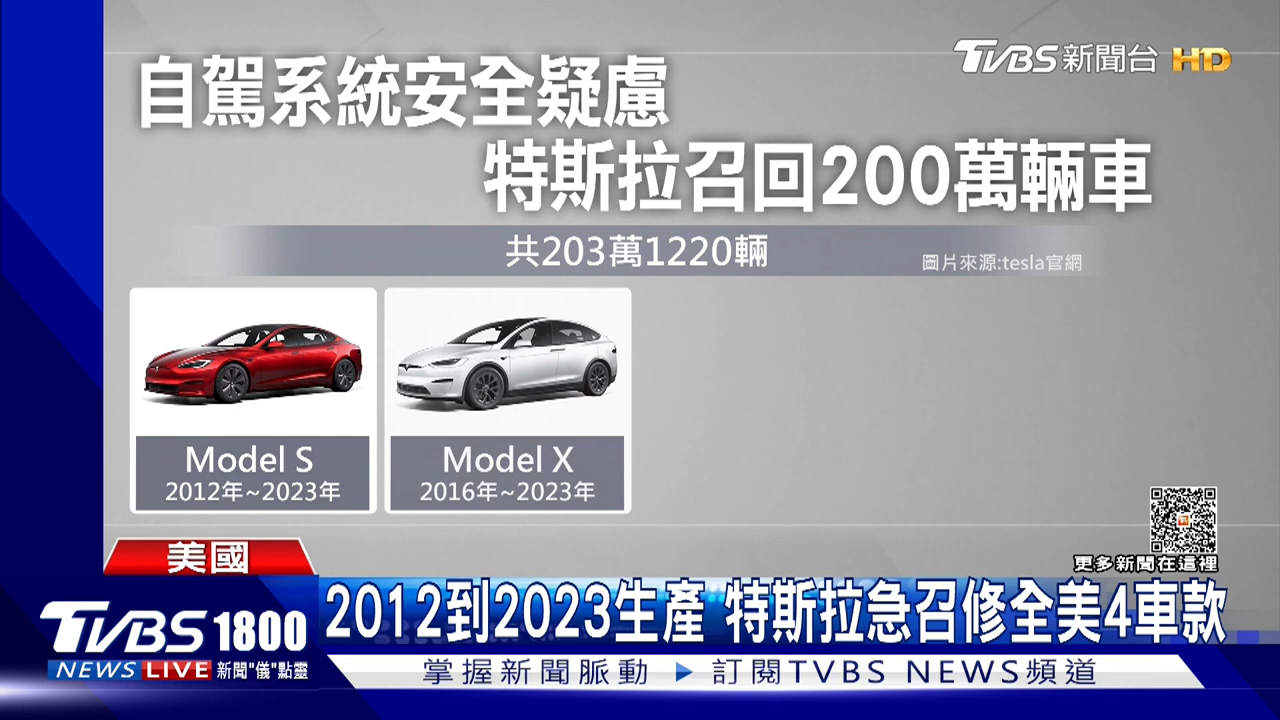 TVBS新聞台 HD
自駕系統安全疑慮
特斯拉召回200萬輛車
共203萬1220輛
圖片來源:tesla官網
Model S
2012年~2023年
Model X
2016年~2023年
更多新聞在這裡
美國
2012到2023生產 特斯拉急召修全美4車款
TVBS 1800
NEWS LIVE 新聞"儀"點靈
掌握新聞脈動 ▶ 訂閱TVBS NEWS頻道